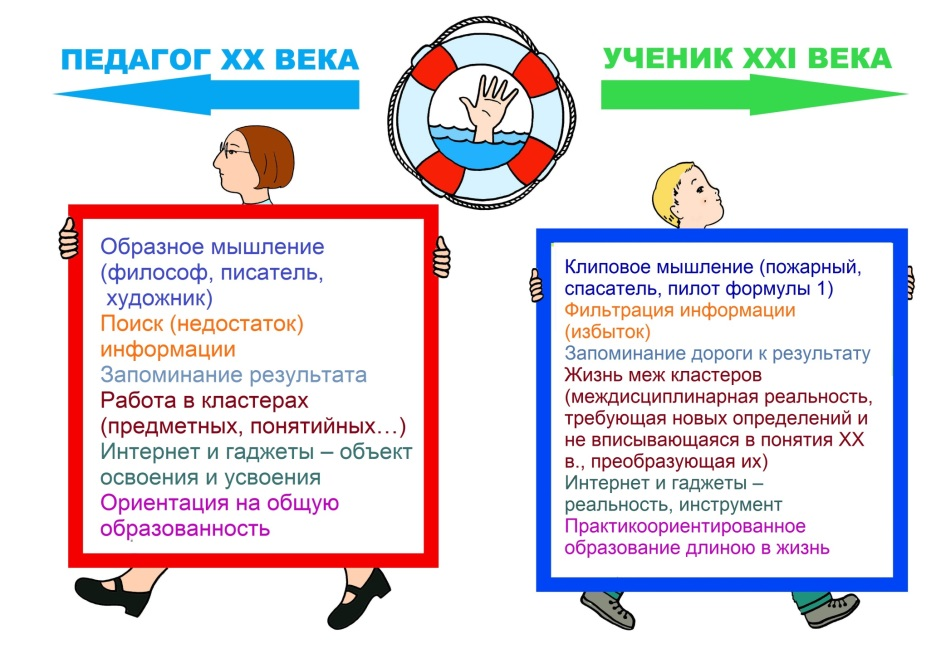 ПЕДАГОГ XX ВЕКА
УЧЕНИК XXI ВЕКА
Образное мышление
(философ, писатель,
художник)
Поиск (недостаток)
информации
Запоминание результата
Работа в кластерах
(предметных, понятийных…)
Интернет и гаджеты – объект
освоения и усвоения
Ориентация на общую
образованность
Клиповое мышление (пожарный,
спасатель, пилот формулы 1)
Фильтрация информации
(избыток)
Запоминание дороги к результату
Жизнь меж кластеров
(междисциплинарная реальность,
требующая новых определений и
не вписывающаяся в понятия XX
в., преобразующая их)
Интернет и гаджеты –
реальность, инструмент
Практикоориентированное
образование длиною в жизнь